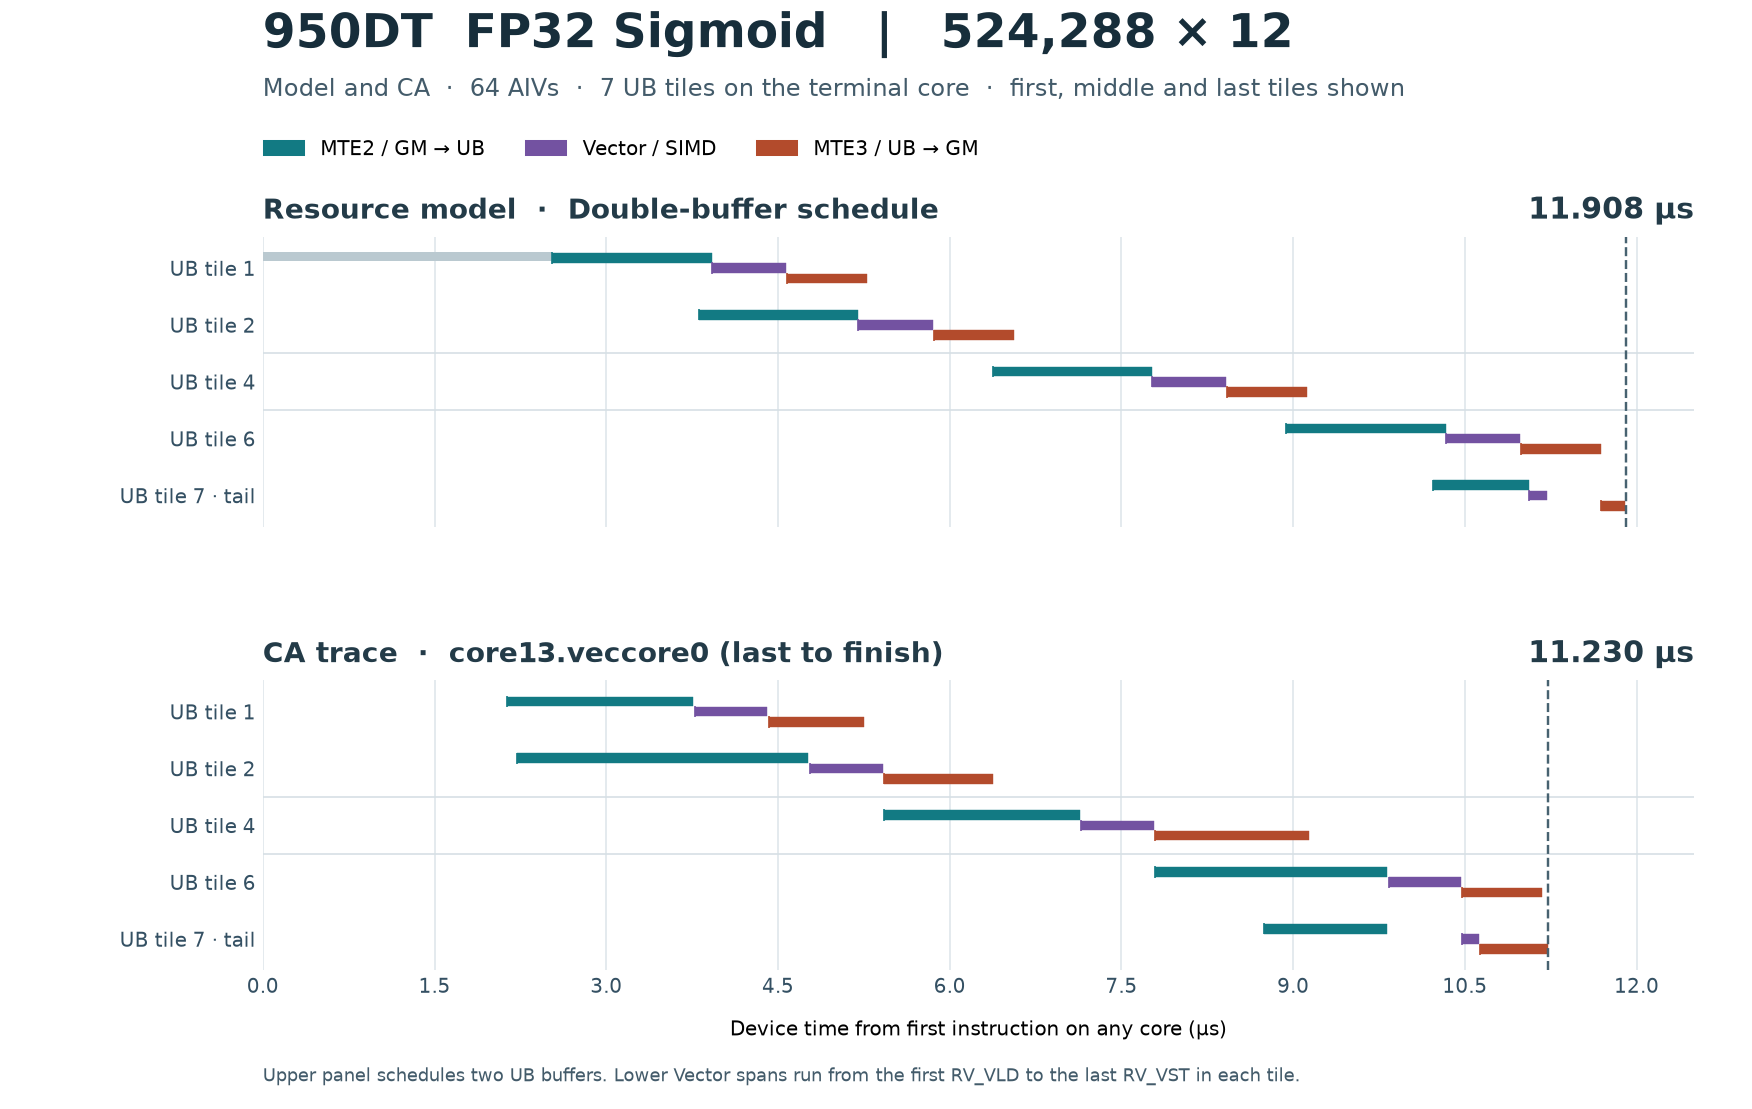 950DT  FP32 Sigmoid   |   524,288 × 12
Model and CA · 64 AIVs · 7 UB tiles on the terminal core · first, middle and last tiles shown
MTE2 / GM → UB
Vector / SIMD
MTE3 / UB → GM
Resource model · Double-buffer schedule
11.908 µs
UB tile 1
UB tile 2
UB tile 4
UB tile 6
UB tile 7 · tail
CA trace · core13.veccore0 (last to finish)
11.230 µs
UB tile 1
UB tile 2
UB tile 4
UB tile 6
UB tile 7 · tail
0.0 1.5 3.0 4.5 6.0 7.5 9.0 10.5 12.0
Device time from first instruction on any core (µs)
Upper panel schedules two UB buffers. Lower Vector spans run from the first RV_VLD to the last RV_VST in each tile.